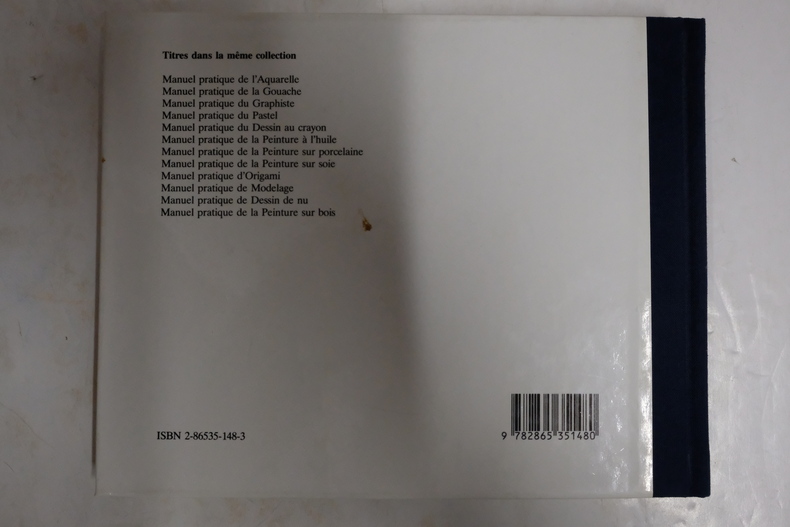 Titres dans la même collection
Manuel pratique de l'Aquarelle
Manuel pratique de la Gouache
Manuel pratique du Graphiste
Manuel pratique du Pastel
Manuel pratique du Dessin au crayon
Manuel pratique de la Peinture à l'huile
Manuel pratique de la Peinture sur porcelaine
Manuel pratique de la Peinture sur soie
Manuel pratique d'Origami
Manuel pratique de Modelage
Manuel pratique de Dessin de nu
Manuel pratique de la Peinture sur bois
ISBN 2-86535-148-3
9 782865 351480